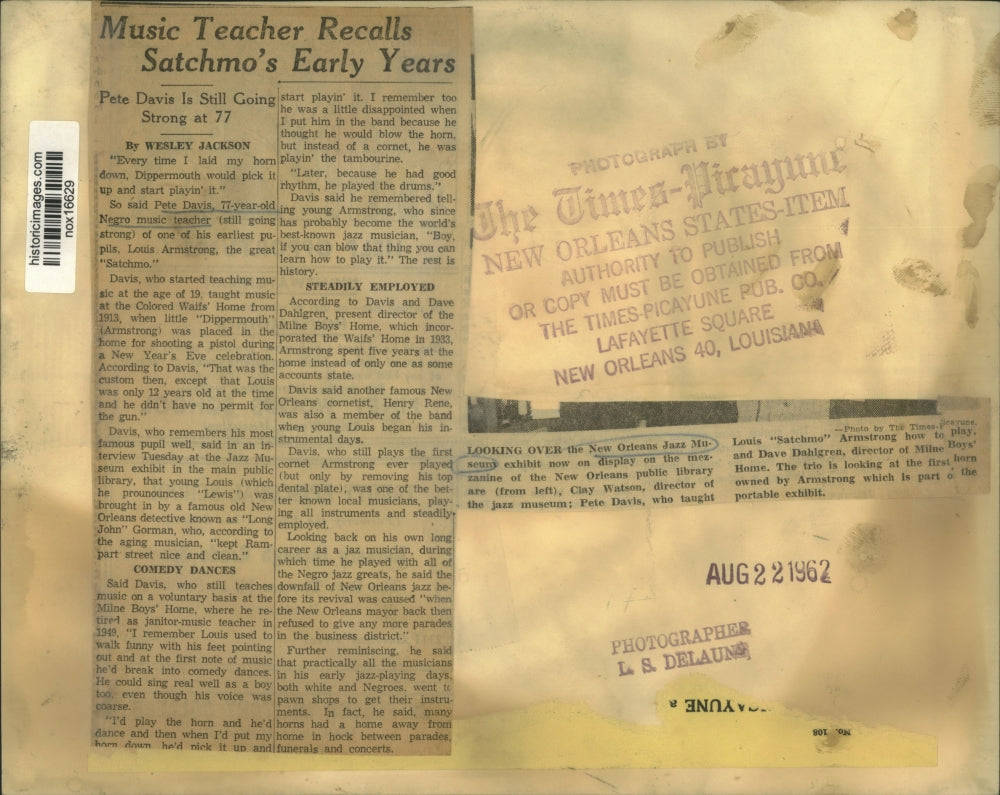 Music Teacher Recalls
Satchmo's Early Years
Pete Davis Is Still Going
Strong at 77
By WESLEY JACKSON
"Every time I laid my horn
down, Dippermouth would pick it
up and start playin' it."
So said Pete Davis, 77-year-old
Negro music teacher (still going
strong) of one of his earliest pu-
pils, Louis Armstrong, the great
"Satchmo."
Davis, who started teaching mu-
sic at the age of 19, taught music
at the Colored Waifs' Home from
1913, when little "Dippermouth"
(Armstrong) was placed in the
home for shooting a pistol during
a New Year's Eve celebration.
According to Davis, "That was the
custom then, except that Louis
was only 12 years old at the time
and he ddn't have no permit for
the gun."
Davis, who remembers his most
famous pupil well, said in an in-
terview Tuesday at the Jazz Mu-
seum exhibit in the main public
library, that young Louis (which
he pronounces "Lewis") was
brought in by a famous old New
Orleans detective known as "Long
John" Gorman, who, according to
the aging musician, "kept Ram-
part street nice and clean."
COMEDY DANCES
Said Davis, who still teaches
music on a voluntary basis at the
Milne Boys' Home, where he re-
tired as janitor-music teacher in
1949, "I remember Louis used to
walk funny with his feet pointing
out and at the first note of music
he'd break into comedy dances.
He could sing real well as a boy
too, even though his voice was
coarse.
"I'd play the horn and he'd
dance and then when I'd put my
horn down, he'd pick it up and
start playin' it. I remember too
he was a little disappointed when
I put him in the band because he
thought he would blow the horn,
but instead of a cornet, he was
playin' the tambourine.
"Later, because he had good
rhythm, he played the drums."
Davis said he remembered tell-
ing young Armstrong, who since
has probably become the world's
best-known jazz musician, "Boy,
if you can blow that thing you can
learn how to play it." The rest is
history.
STEADILY EMPLOYED
According to Davis and Dave
Dahlgren, present director of the
Milne Boys' Home, which incor-
porated the Waifs' Home in 1933,
Armstrong spent five years at the
home instead of only one as some
accounts state.
Davis said another famous New
Orleans cornetist, Henry Rene,
was also a member of the band
when young Louis began his in-
strumental days.
Davis, who still plays the first
cornet Armstrong ever played
(but only by removing his top
dental plate), was one of the bet-
ter known local musicians, play-
ing all instruments and steadily
employed.
Looking back on his own long
career as a jaz musician, during
which time he played with all of
the Negro jazz greats, he said the
downfall of New Orleans jazz be-
fore its revival was caused "when
the New Orleans mayor back then
refused to give any more parades
in the business district."
Further reminiscing, he said
that practically all the musicians
in his early jazz-playing days,
both white and Negroes, went to
pawn shops to get their instru-
ments. In fact, he said, many
horns had a home away from
home in hock between parades,
funerals and concerts.
historicimages.com
nox16629
PHOTOGRAPH BY
The Times-Picayune
NEW ORLEANS STATES-ITEM
AUTHORITY TO PUBLISH
OR COPY MUST BE OBTAINED FROM
THE TIMES-PICAYUNE PUB. CO.
LAFAYETTE SQUARE
NEW ORLEANS 40, LOUISIANA
—Photo by The Times-Picayune.
LOOKING OVER the New Orleans Jazz Mu-
seum exhibit now on display on the mez-
zanine of the New Orleans public library
are (from left), Clay Watson, director of
the jazz museum; Pete Davis, who taught
Louis "Satchmo" Armstrong how to play,
and Dave Dahlgren, director of Milne Boys'
Home. The trio is looking at the first horn
owned by Armstrong which is part of the
portable exhibit.
AUG 22 1962
PHOTOGRAPHER
L. S. DELAUNE
CAYUNE &
No. 108